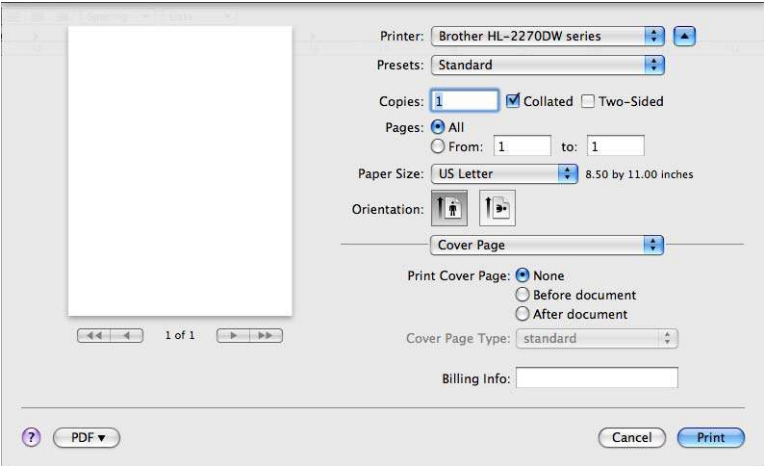 Spacing
Printer: Brother HL-2270DW series
Presets: Standard
Copies: 1 Collated Two-Sided
Pages: All
From: 1 to: 1
Paper Size: US Letter 8.50 by 11.00 inches
Orientation:
Cover Page
Print Cover Page: None
Before document
After document
Cover Page Type: standard
Billing Info:
1 of 1
? PDF Cancel Print